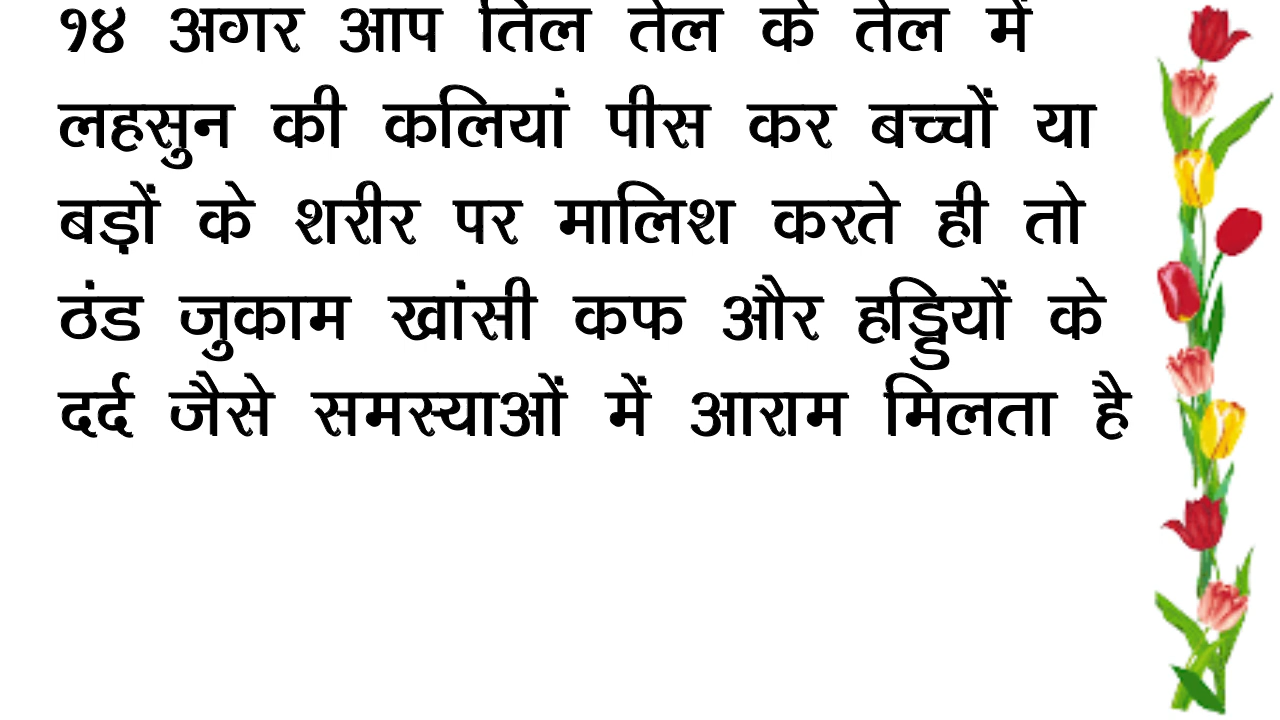 १४ अगर आप तिल तेल के तेल में
लहसुन की कलियां पीस कर बच्चों या
बड़ों के शरीर पर मालिश करते ही तो
ठंड जुकाम खांसी कफ और हड्डियों के
दर्द जैसे समस्याओं में आराम मिलता है